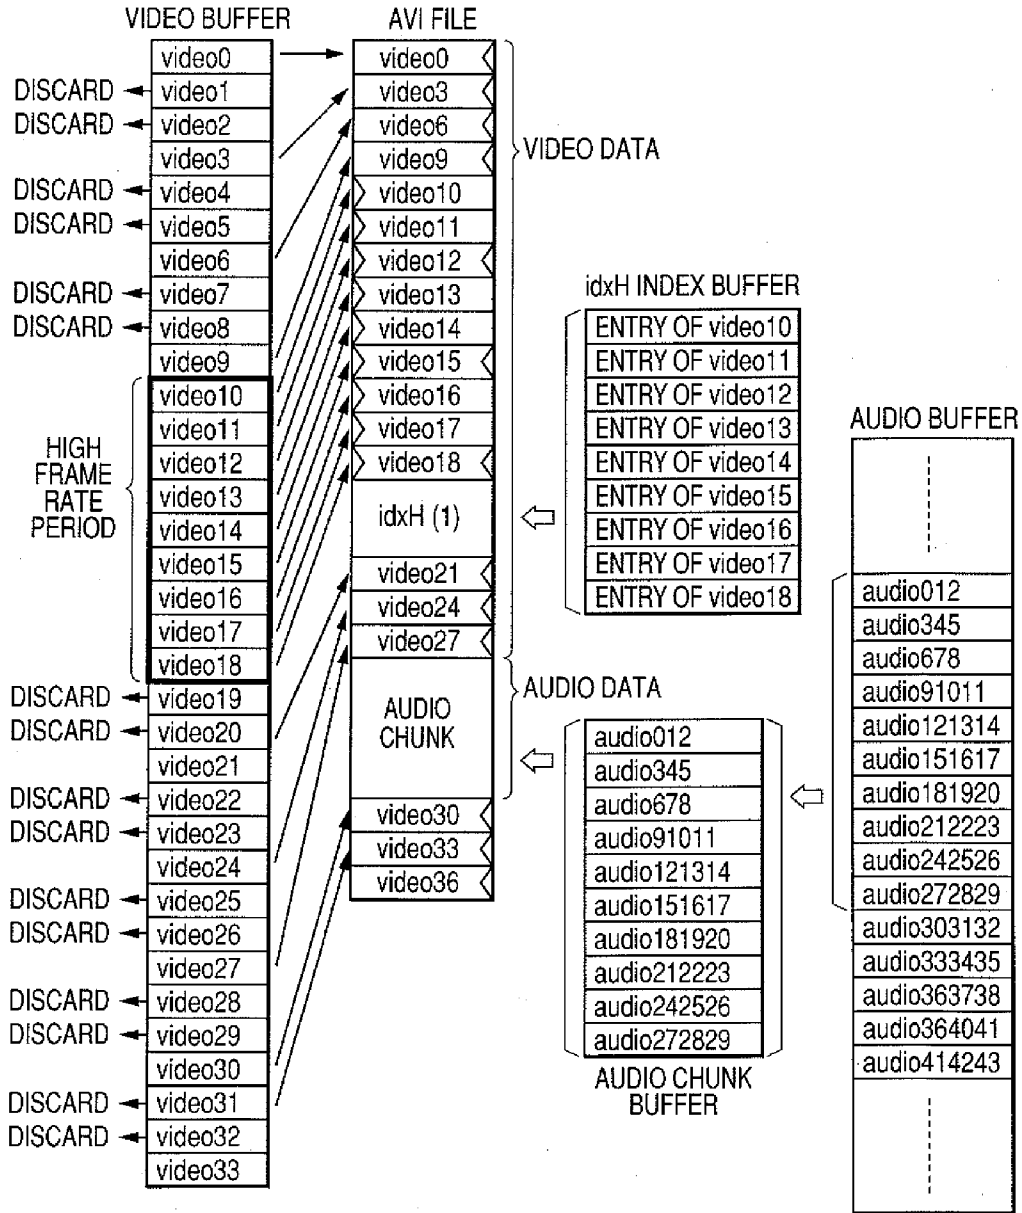 VIDEO BUFFER
video0
DISCARD
video1
DISCARD
video2
video3
DISCARD
video4
DISCARD
video5
video6
DISCARD
video7
DISCARD
video8
video9
HIGH
FRAME
RATE
PERIOD
video10
video11
video12
video13
video14
video15
video16
video17
video18
DISCARD
video19
DISCARD
video20
video21
DISCARD
video22
DISCARD
video23
video24
DISCARD
video25
DISCARD
video26
video27
DISCARD
video28
DISCARD
video29
video30
DISCARD
video31
DISCARD
video32
video33
AVI FILE
video0
video3
video6
video9
video10
video11
video12
video13
video14
video15
video16
video17
video18
idxH (1)
video21
video24
video27
AUDIO
CHUNK
video30
video33
video36
VIDEO DATA
AUDIO DATA
idxH INDEX BUFFER
ENTRY OF video10
ENTRY OF video11
ENTRY OF video12
ENTRY OF video13
ENTRY OF video14
ENTRY OF video15
ENTRY OF video16
ENTRY OF video17
ENTRY OF video18
audio012
audio345
audio678
audio91011
audio121314
audio151617
audio181920
audio212223
audio242526
audio272829
AUDIO CHUNK
BUFFER
AUDIO BUFFER
audio012
audio345
audio678
audio91011
audio121314
audio151617
audio181920
audio212223
audio242526
audio272829
audio303132
audio333435
audio363738
audio364041
audio414243